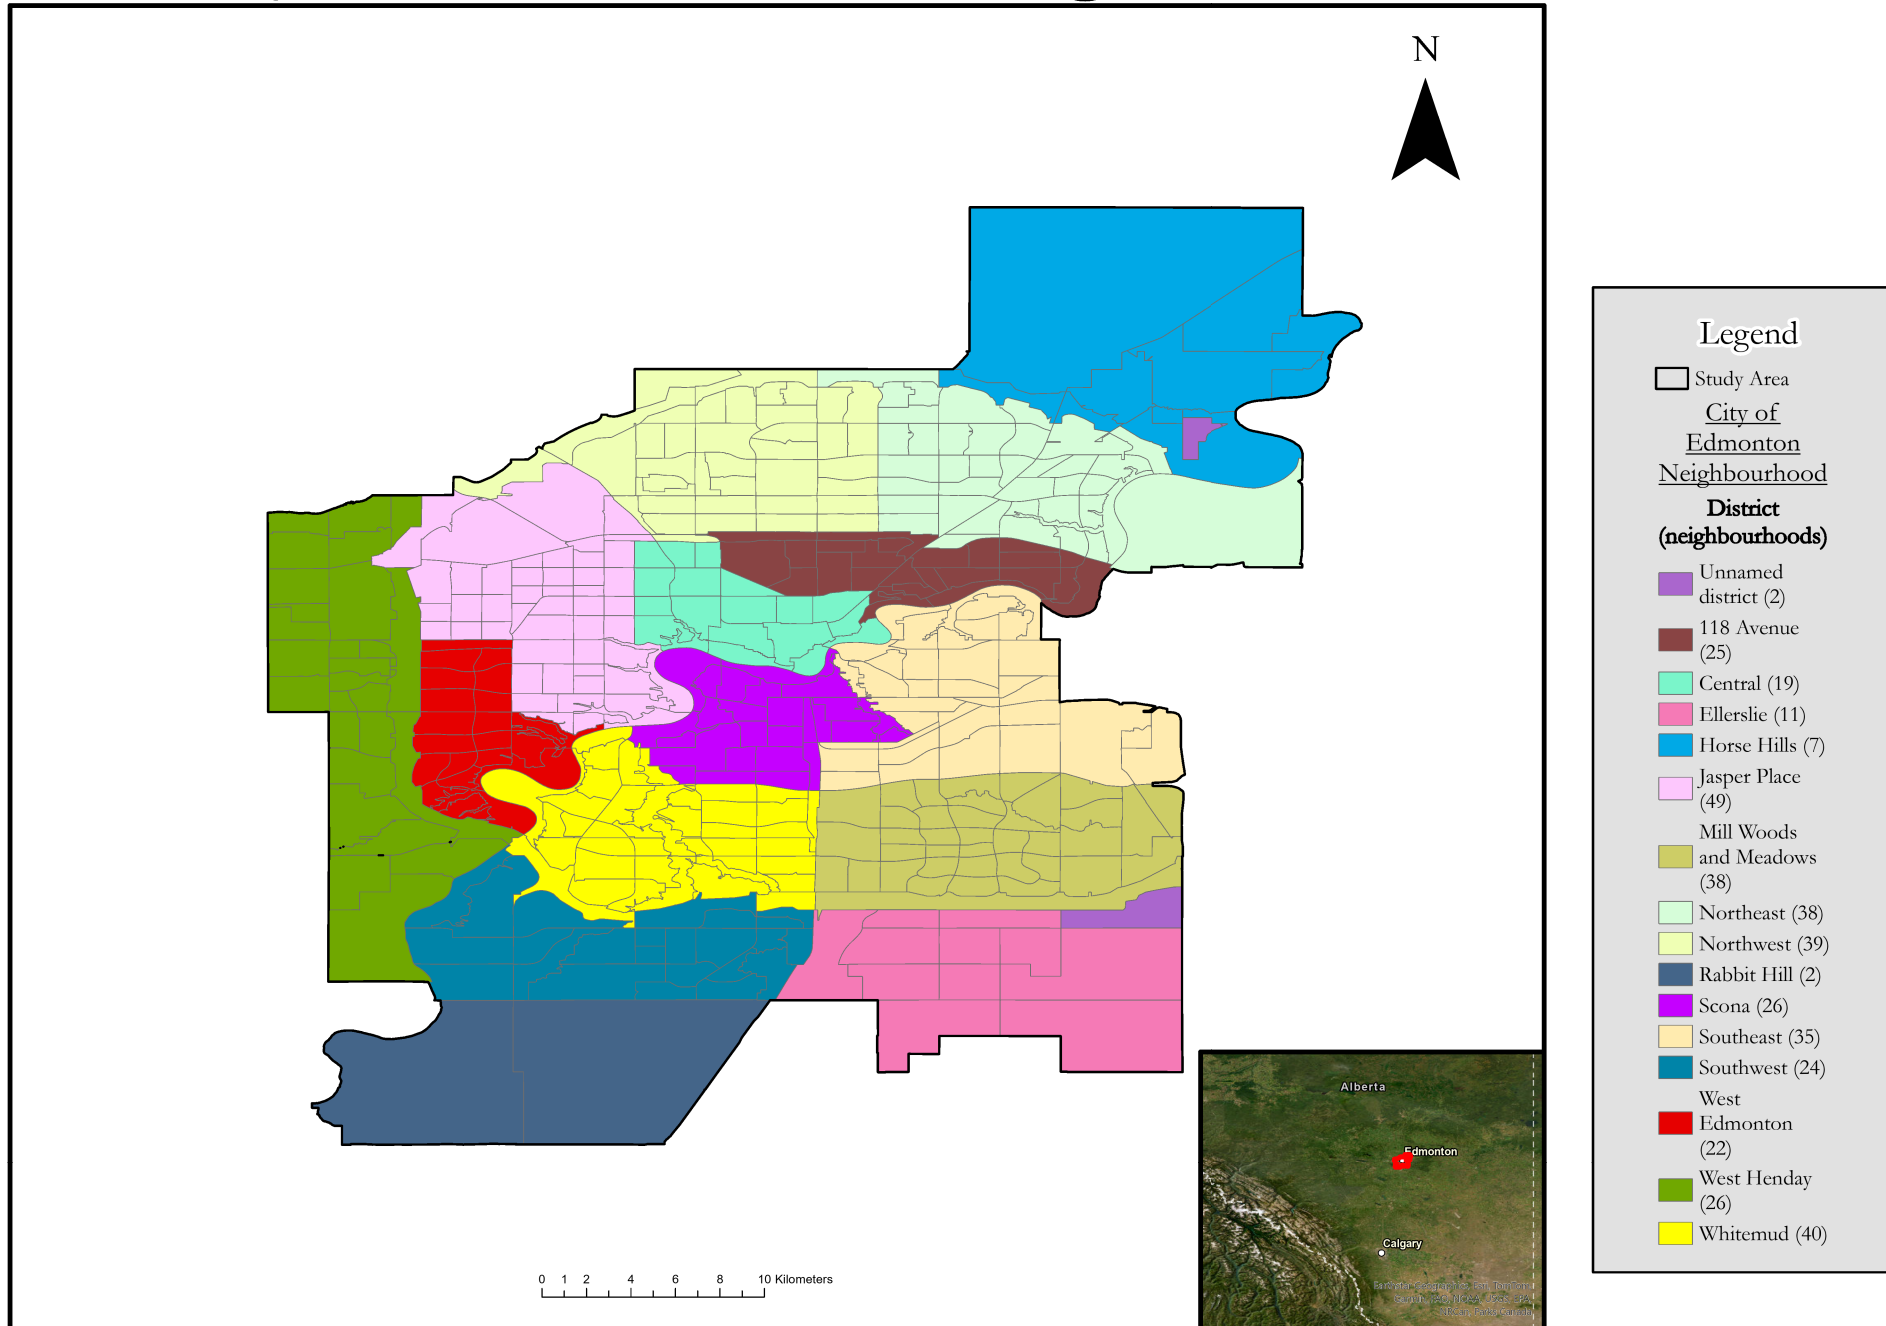 N
Legend
Study Area
City of
Edmonton
Neighbourhood
District
(neighbourhoods)
Unnamed
district (2)
118 Avenue
(25)
Central (19)
Ellerslie (11)
Horse Hills (7)
Jasper Place
(49)
Mill Woods
and Meadows
(38)
Northeast (38)
Northwest (39)
Rabbit Hill (2)
Scona (26)
Southeast (35)
Southwest (24)
West
Edmonton
(22)
West Henday
(26)
Whitemud (40)
Alberta
Edmonton
Calgary
0 1 2 4 6 8 10 Kilometers